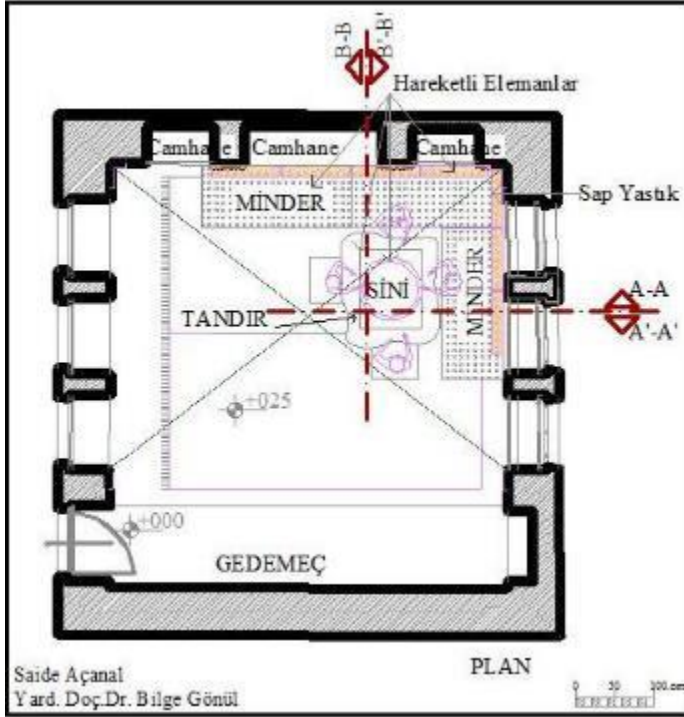 B-B
B'-B'
Hareketli Elemanlar
Camhane Camhane Camhane
MİNDER
Sap Yastık
MİNDER
SİNİ
A-A
TANDIR
A'-A'
+025
+000
GEDEMEÇ
PLAN
Saide Açanal
Yard. Doç.Dr. Bilge Gönül
0 50 100.cm